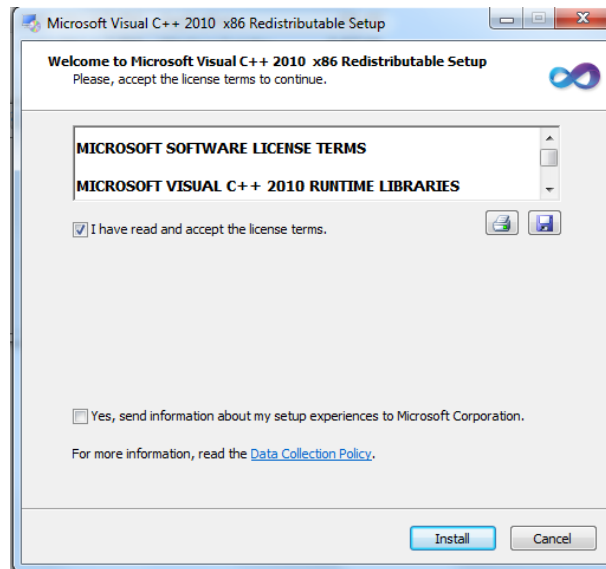 Microsoft Visual C++ 2010  x86 Redistributable Setup
Welcome to Microsoft Visual C++ 2010  x86 Redistributable Setup
Please, accept the license terms to continue.
MICROSOFT SOFTWARE LICENSE TERMS
MICROSOFT VISUAL C++ 2010 RUNTIME LIBRARIES
I have read and accept the license terms.
Yes, send information about my setup experiences to Microsoft Corporation.
For more information, read the Data Collection Policy.
Install
Cancel